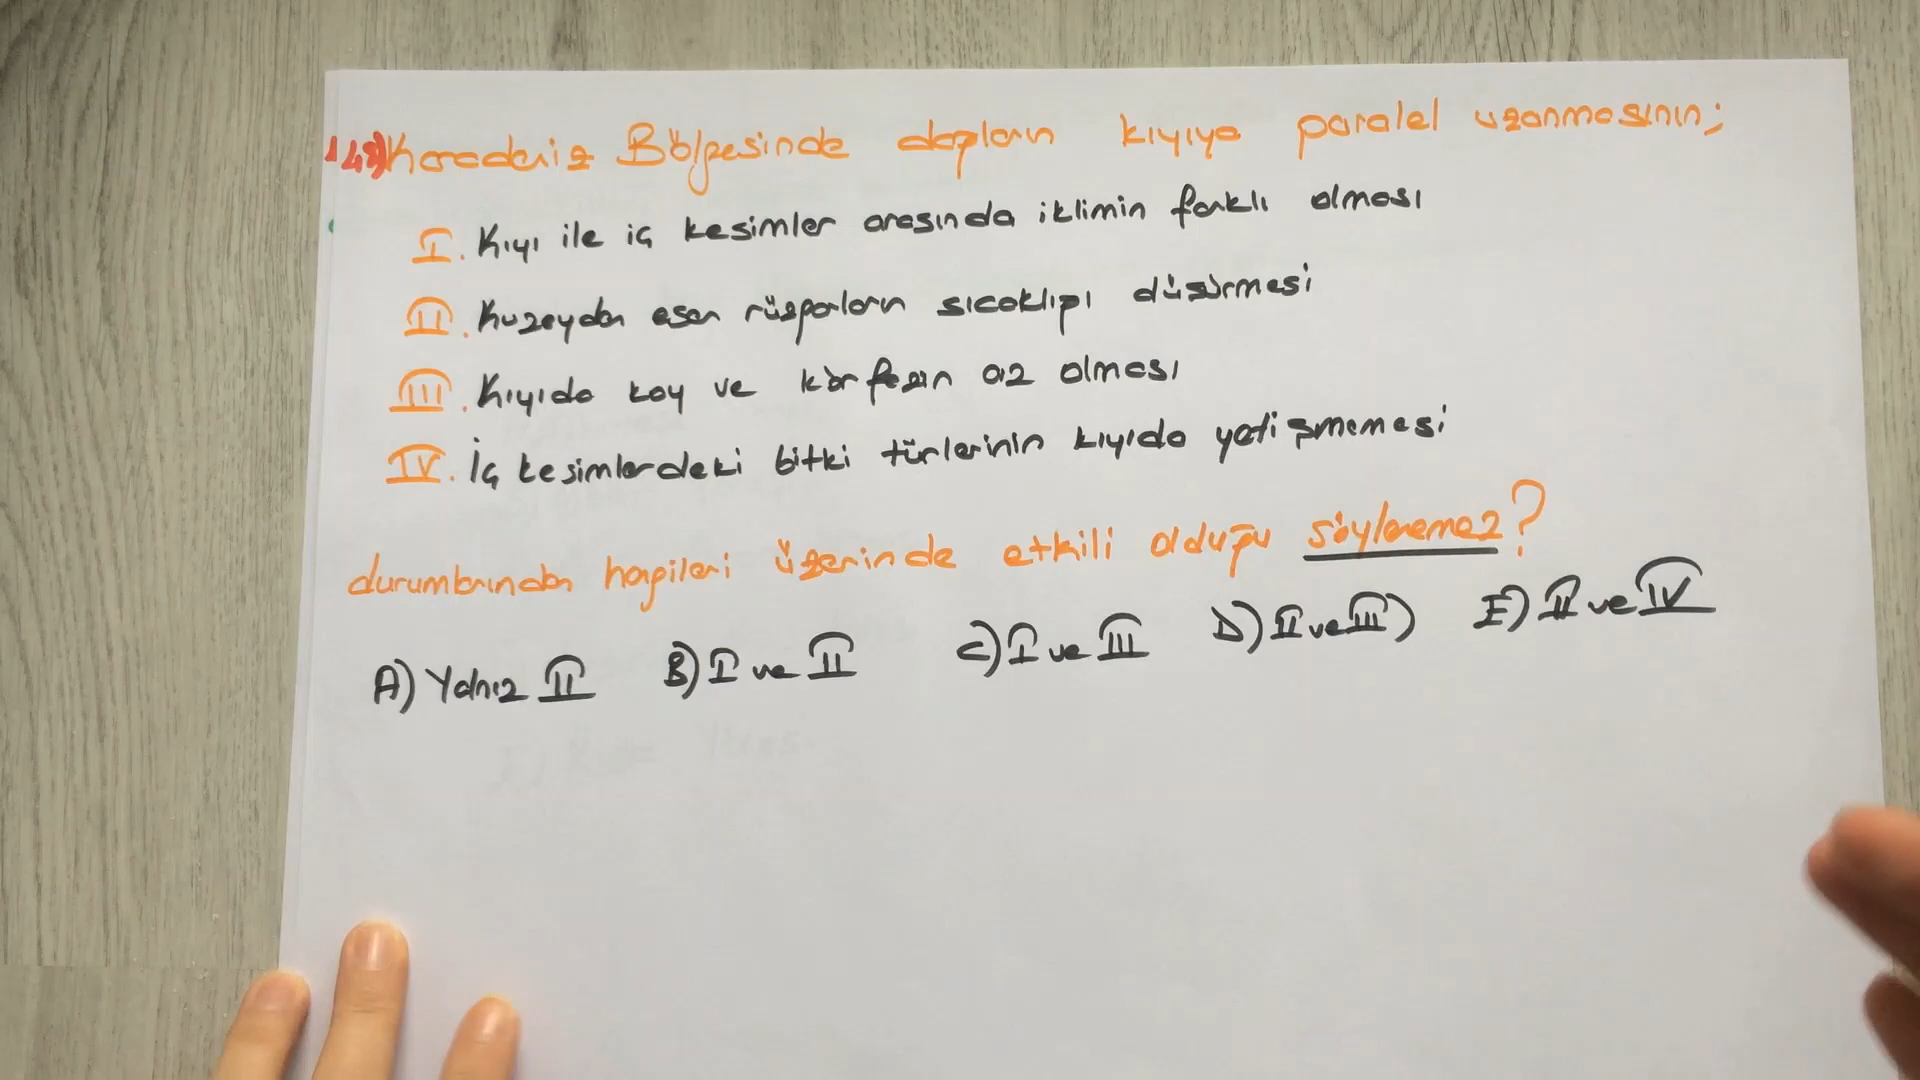 148) Karadeniz Bölgesinde dağların kıyıya paralel uzanmasının;
I. Kıyı ile iç kesimler arasında iklimin farklı olması
II. Kuzeyden esen rüzgarların sıcaklığı düşürmesi
III. Kıyıda koy ve körfezin az olması
IV. İç kesimlerdeki bitki türlerinin kıyıda yetişmemesi
durumlarından hangileri üzerinde etkili olduğu söylenemez?
A) Yalnız II B) I ve II C) I ve III D) II ve III) E) II ve IV